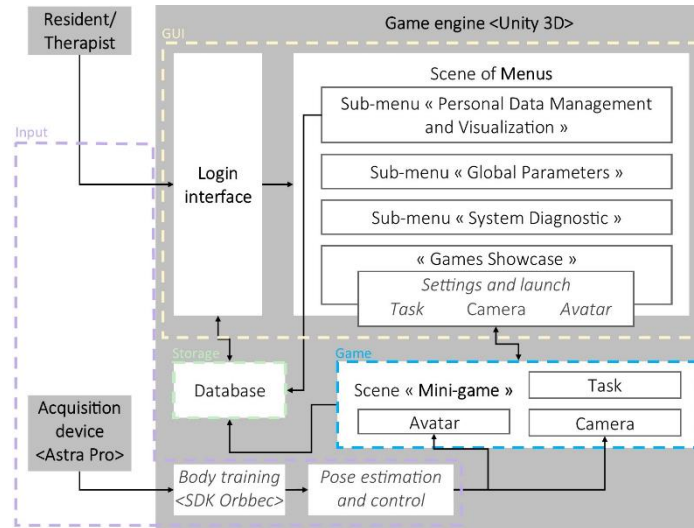 Resident/
Therapist
Game engine <Unity 3D>
GUI
Scene of Menus
Sub-menu « Personal Data Management
and Visualization »
Input
Login
interface
Sub-menu « Global Parameters »
Sub-menu « System Diagnostic »
« Games Showcase »
Settings and launch
Task Camera Avatar
Storage
Game
Database
Scene « Mini-game »
Task
Avatar
Camera
Acquisition
device
<Astra Pro>
Body training
<SDK Orbbec>
Pose estimation
and control